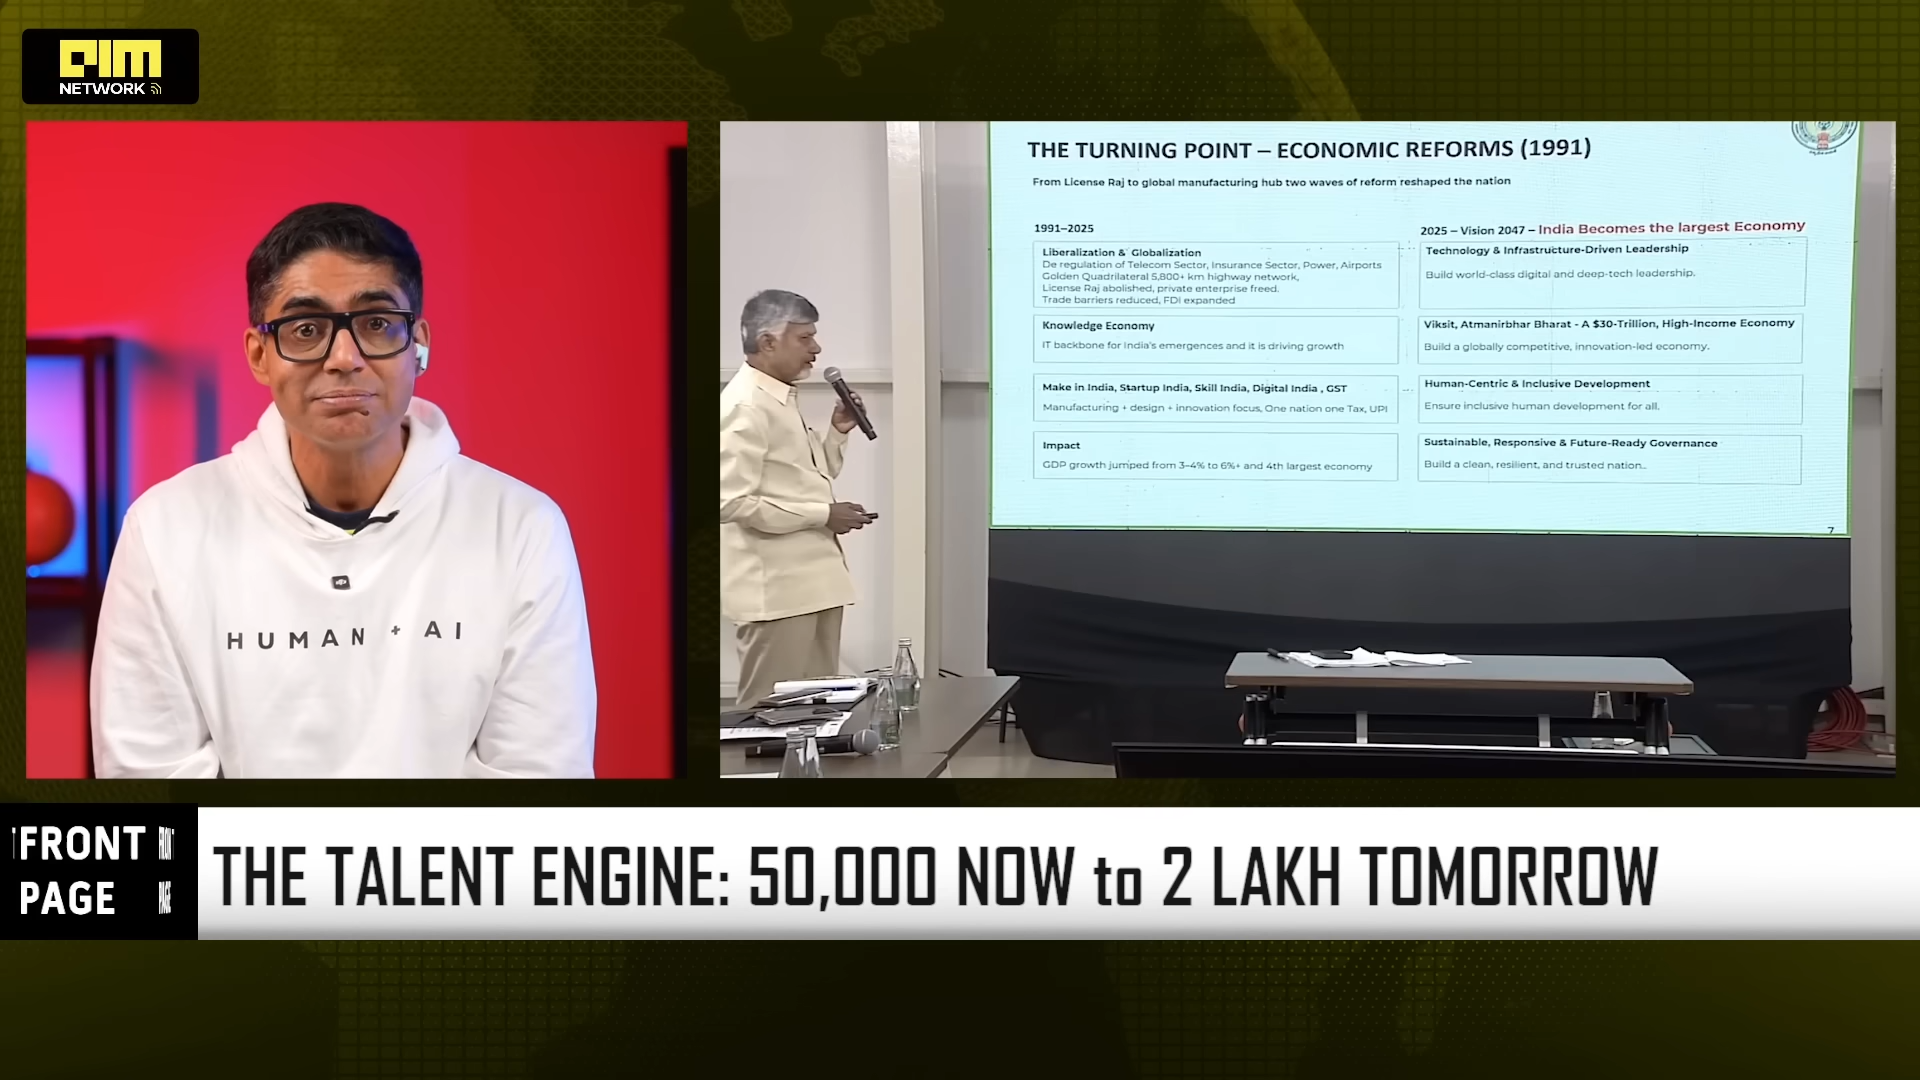 AIM
NETWORK
HUMAN + AI
THE TURNING POINT – ECONOMIC REFORMS (1991)
From License Raj to global manufacturing hub two waves of reform reshaped the nation
1991–2025
Liberalization & Globalization
De regulation of Telecom Sector, Insurance Sector, Power, Airports
Golden Quadrilateral 5,800+ km highway network,
License Raj abolished, private enterprise freed.
Trade barriers reduced, FDI expanded
Knowledge Economy
IT backbone for India's emergences and it is driving growth
Make in India, Startup India, Skill India, Digital India , GST
Manufacturing + design + innovation focus, One nation one Tax, UPI
Impact
GDP growth jumped from 3–4% to 6%+ and 4th largest economy
2025 – Vision 2047 – India Becomes the largest Economy
Technology & Infrastructure-Driven Leadership
Build world-class digital and deep-tech leadership.
Viksit, Atmanirbhar Bharat - A $30-Trillion, High-Income Economy
Build a globally competitive, innovation-led economy.
Human-Centric & Inclusive Development
Ensure inclusive human development for all.
Sustainable, Responsive & Future-Ready Governance
Build a clean, resilient, and trusted nation..
7
FRONT
PAGE
THE TALENT ENGINE: 50,000 NOW to 2 LAKH TOMORROW